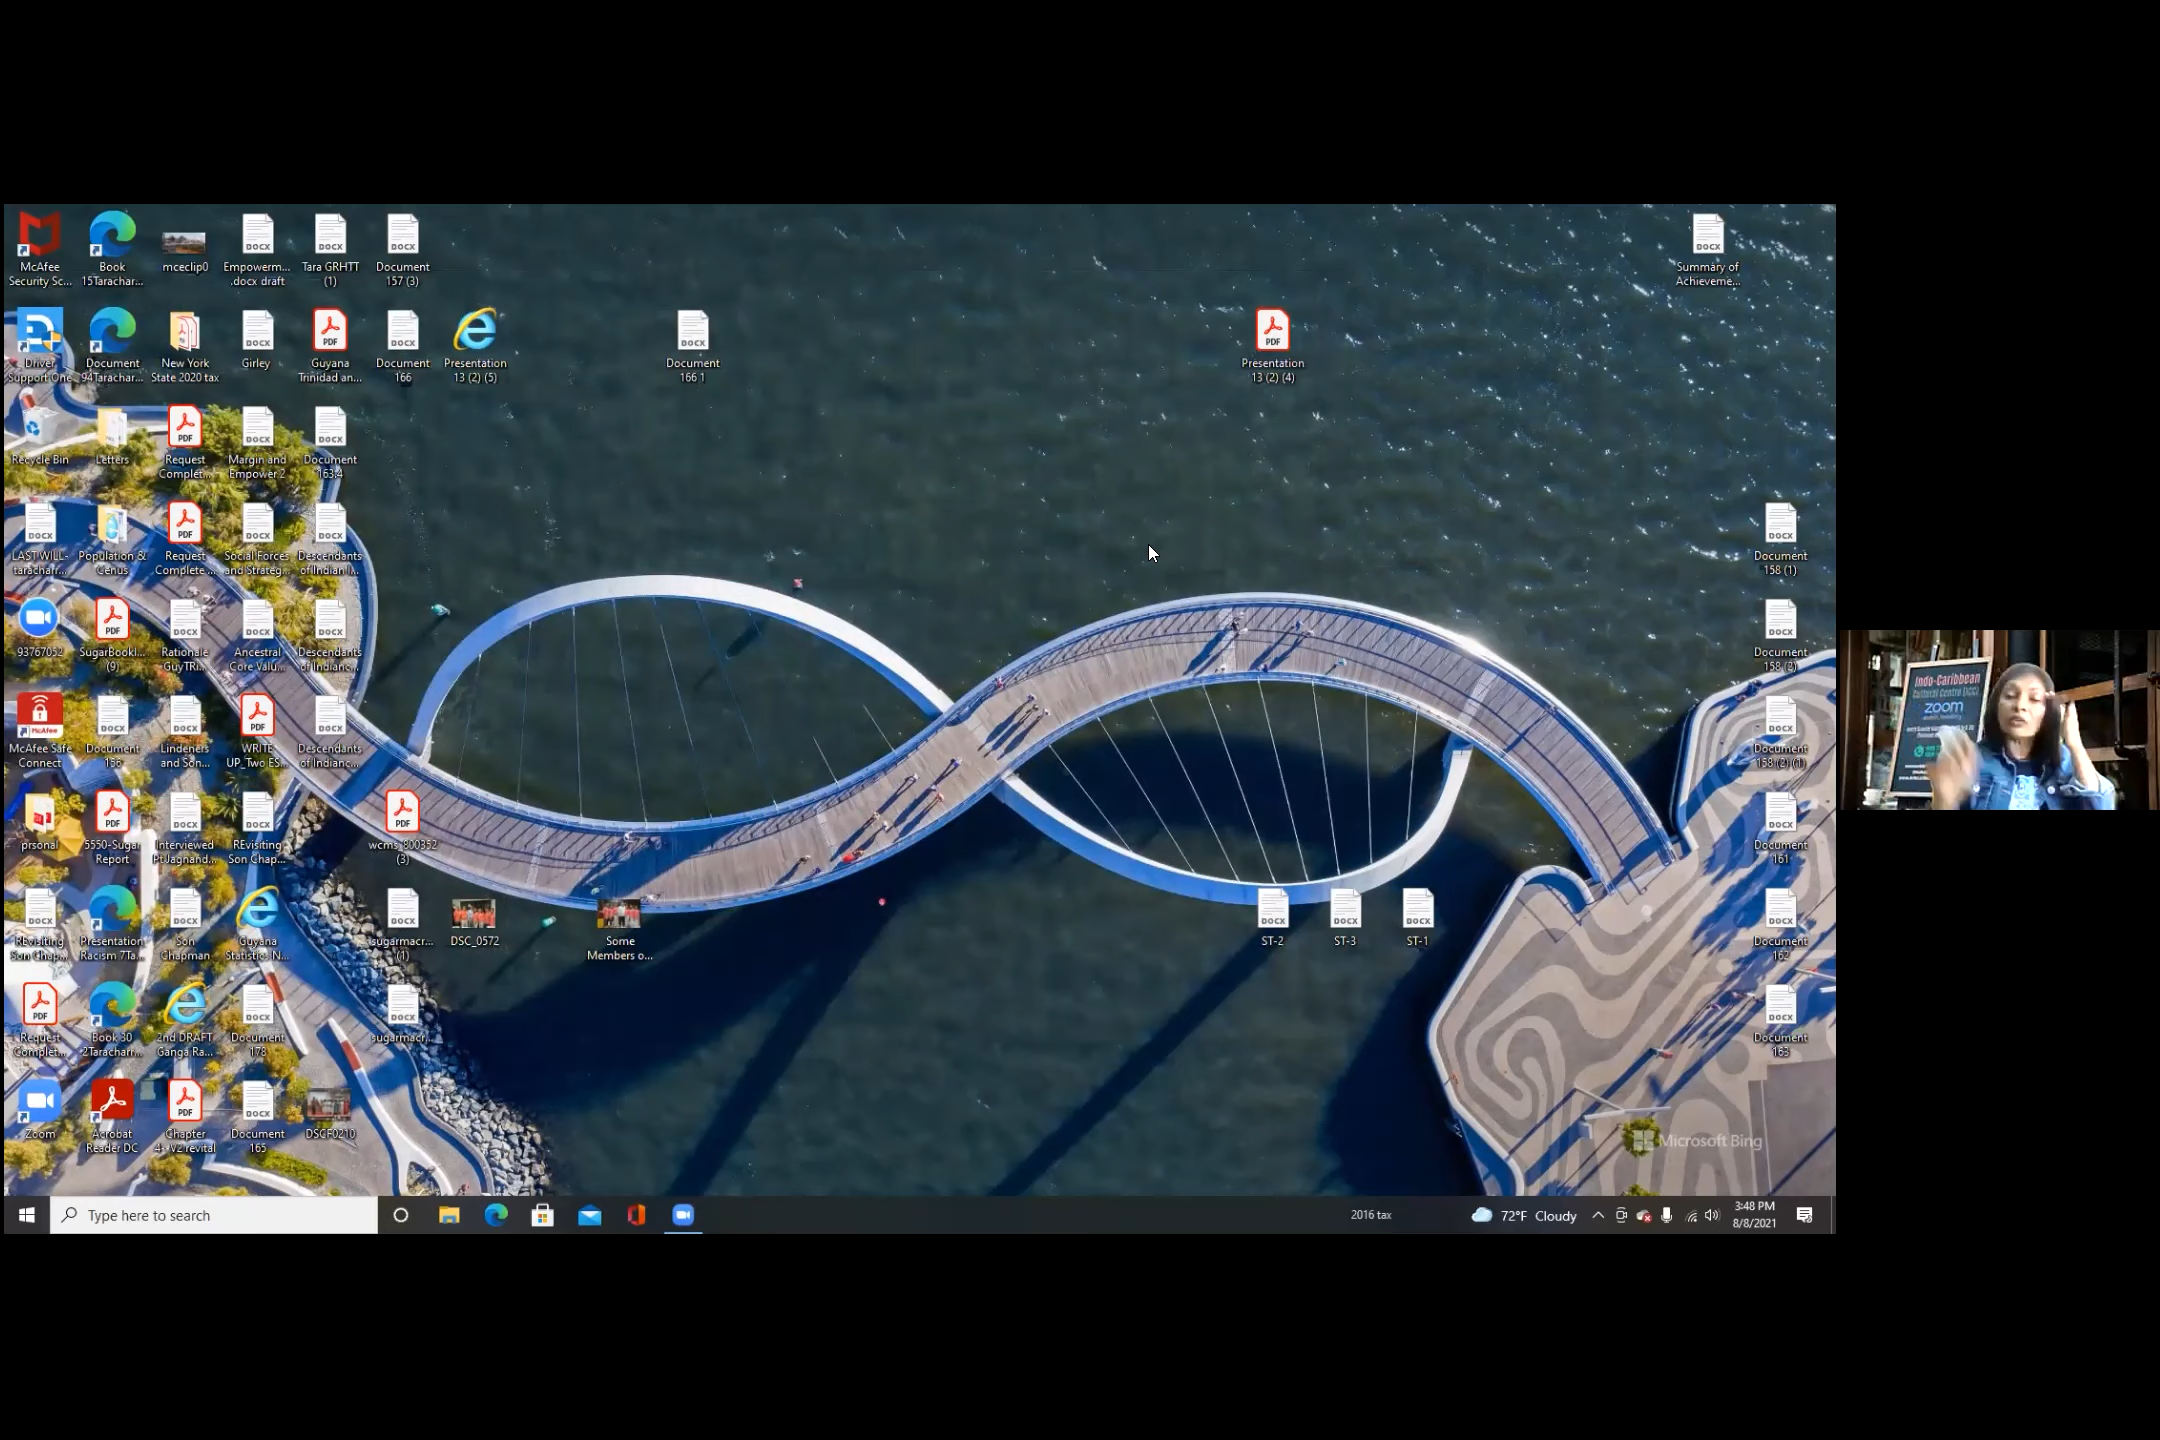 McAfee
Security Sc...
Book
15Tarachar...
mceclip0
Empowerm...
.docx draft
Tara GRHTT
(1)
Document
157 (3)
Summary of
Achieveme...
Driver
Support One
Document
94Tarachar...
New York
State 2020 tax
Girley
Guyana
Trinidad an...
Document
166
Presentation
13 (2) (5)
Document
166 1
Presentation
13 (2) (4)
Recycle Bin
Letters
Request
Complet...
Margin and
Empower 2
Document
163.4
LAST WILL-
taracharr...
Population &
Cenus
Request
Complete ...
Social Forces
and Strateg...
Descendants
of Indian I...
Document
158 (1)
93767052
SugarBookl...
(9)
Rationale
GuyTRi...
Ancestral
Core Valu...
Descendants
of Indianc...
Document
McAfee Safe
Connect
Document
156
Lindeners
and Son...
WRITE
UP_Two ES...
Descendants
of Indianc...
Document
158 (2) (1)
prsonal
5550-Sugar
Report
Interviewed
Pt Jagnand...
REvisiting
Son Chap...
wcms_800352
(3)
Document
161
REvisiting
Son Chap...
Presentation
Racism 7Ta...
Son
Chapman
Guyana
Statistic N...
sugarmacr...
(1)
DSC_0572
Some
Members o...
ST-2
ST-3
ST-1
Document
162
Request
Complet...
Book 30
2Taracharr...
2nd DRAFT
Ganga Ra...
Document
178
sugarmacr...
Document
163
Zoom
Acrobat
Reader DC
Chapter
4- V2 revital
Document
165
DSCF0210
Microsoft Bing
Type here to search
2016 tax
72°F Cloudy
3:48 PM
8/8/2021
Indo-Caribbean
Cultural Centre (ICC)
zoom